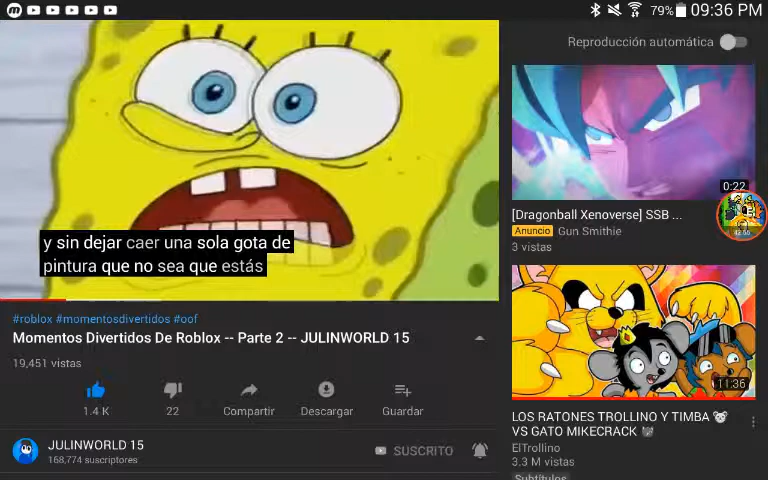 79% 09:36 PM
Reproducción automática
y sin dejar caer una sola gota de
pintura que no sea que estás
0:22
[Dragonball Xenoverse] SSB ...
Anuncio Gun Smithie
3 vistas
#roblox #momentosdivertidos #oof
Momentos Divertidos De Roblox -- Parte 2 -- JULINWORLD 15
19,451 vistas
1.4 K
22
Compartir
Descargar
Guardar
JULINWORLD 15
168,774 suscriptores
SUSCRITO
11:36
LOS RATONES TROLLINO Y TIMBA 🐭
VS GATO MIKECRACK 🐱
ElTrollino
3.3 M vistas
Subtítulos